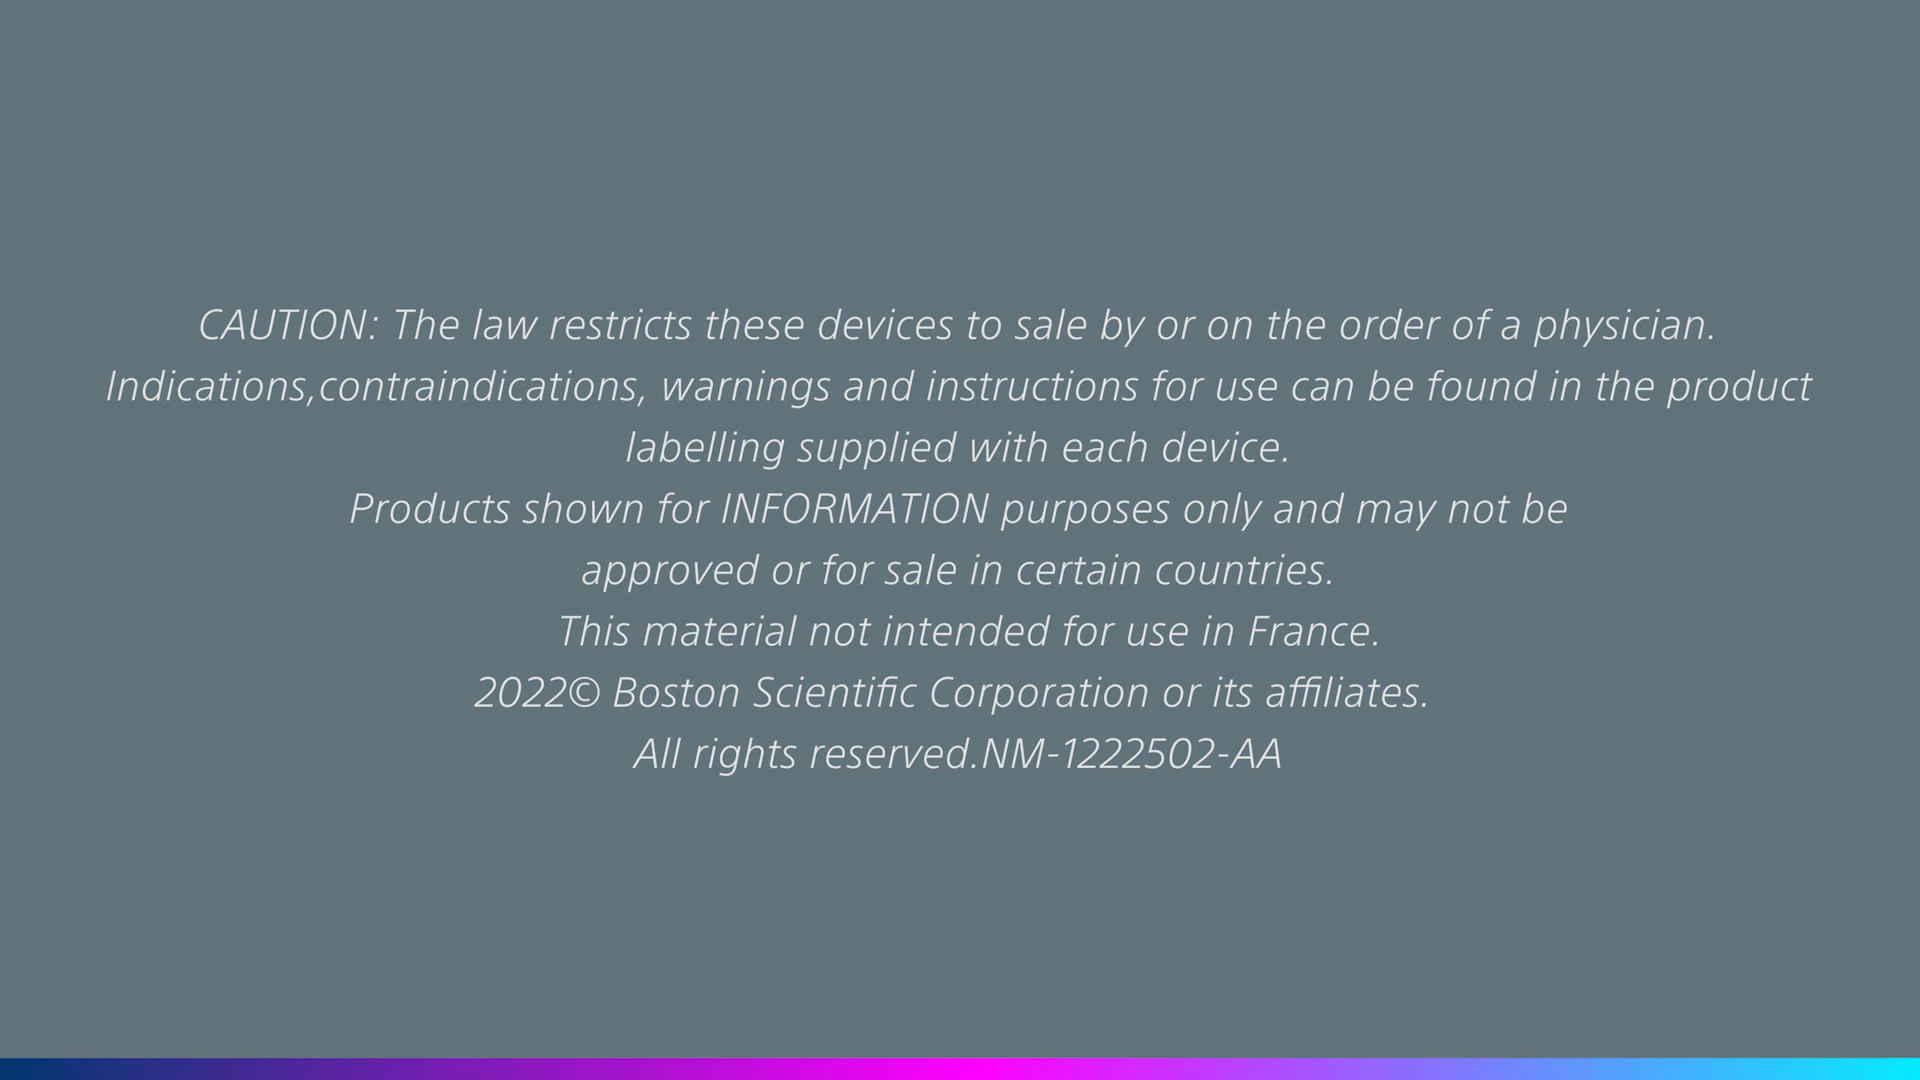 CAUTION: The law restricts these devices to sale by or on the order of a physician.
Indications,contraindications, warnings and instructions for use can be found in the product
labelling supplied with each device.
Products shown for INFORMATION purposes only and may not be
approved or for sale in certain countries.
This material not intended for use in France.
2022© Boston Scientific Corporation or its affiliates.
All rights reserved.NM-1222502-AA